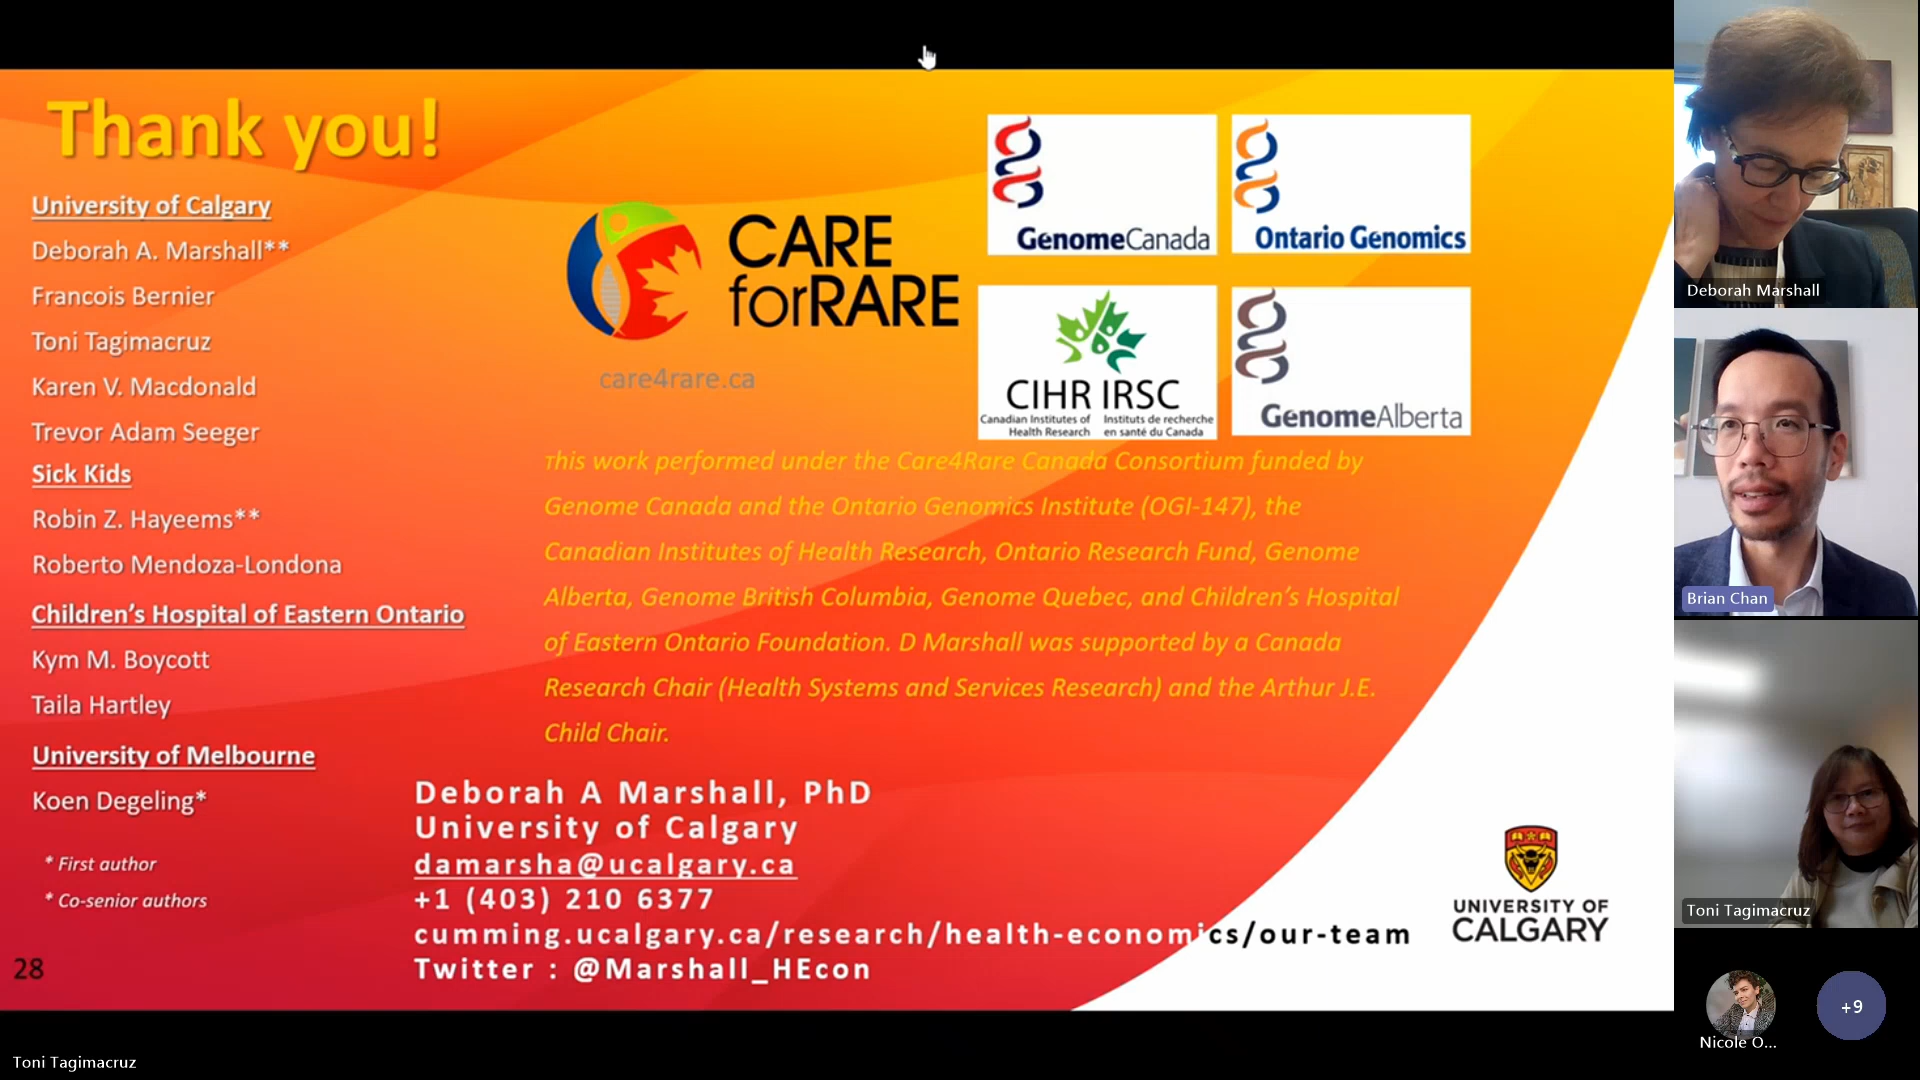 Thank you!
University of Calgary
Deborah A. Marshall**
Francois Bernier
Toni Tagimacruz
Karen V. Macdonald
Trevor Adam Seeger
Sick Kids
Robin Z. Hayeems**
Roberto Mendoza-Londona
Children's Hospital of Eastern Ontario
Kym M. Boycott
Taila Hartley
University of Melbourne
Koen Degeling*
* First author
* Co-senior authors
28
CARE
forRARE
care4rare.ca
GenomeCanada
Ontario Genomics
CIHR IRSC
Canadian Institutes of Instituts de recherche
Health Research en santé du Canada
GenomeAlberta
This work performed under the Care4Rare Canada Consortium funded by
Genome Canada and the Ontario Genomics Institute (OGI-147), the
Canadian Institutes of Health Research, Ontario Research Fund, Genome
Alberta, Genome British Columbia, Genome Quebec, and Children's Hospital
of Eastern Ontario Foundation. D Marshall was supported by a Canada
Research Chair (Health Systems and Services Research) and the Arthur J.E.
Child Chair.
Deborah A Marshall, PhD
University of Calgary
damarsha@ucalgary.ca
+1 (403) 210 6377
cumming.ucalgary.ca/research/health-economics/our-team
Twitter : @Marshall_HEcon
UNIVERSITY OF
CALGARY
Deborah Marshall
Brian Chan
Toni Tagimacruz
Nicole O...
+9
Toni Tagimacruz